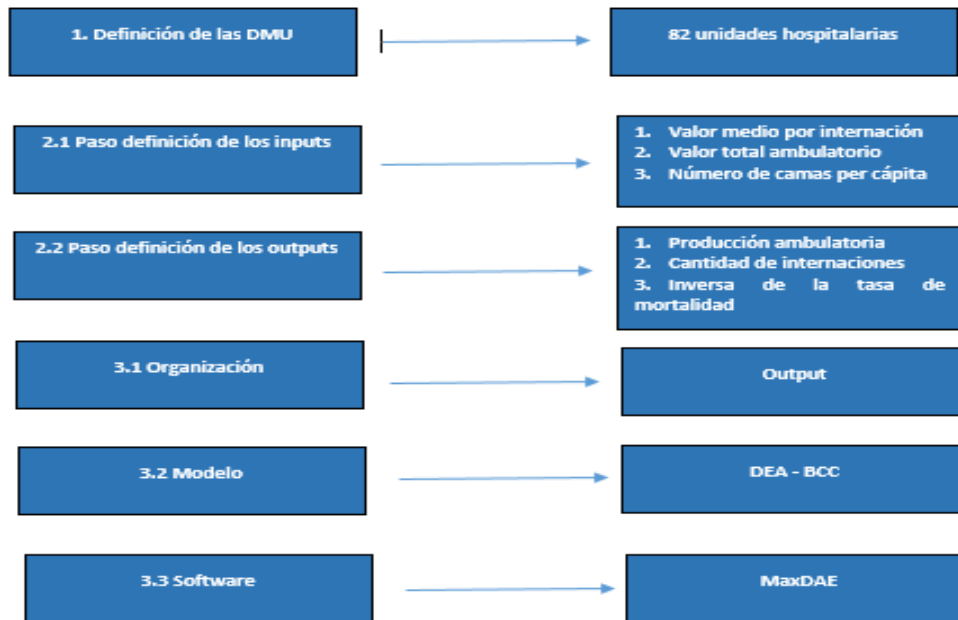 1. Definición de las DMU
82 unidades hospitalarias
2.1 Paso definición de los inputs
1. Valor medio por internación
2. Valor total ambulatorio
3. Número de camas per cápita
2.2 Paso definición de los outputs
1. Producción ambulatoria
2. Cantidad de internaciones
3. Inversa de la tasa de
mortalidad
3.1 Organización
Output
3.2 Modelo
DEA - BCC
3.3 Software
MaxDAE